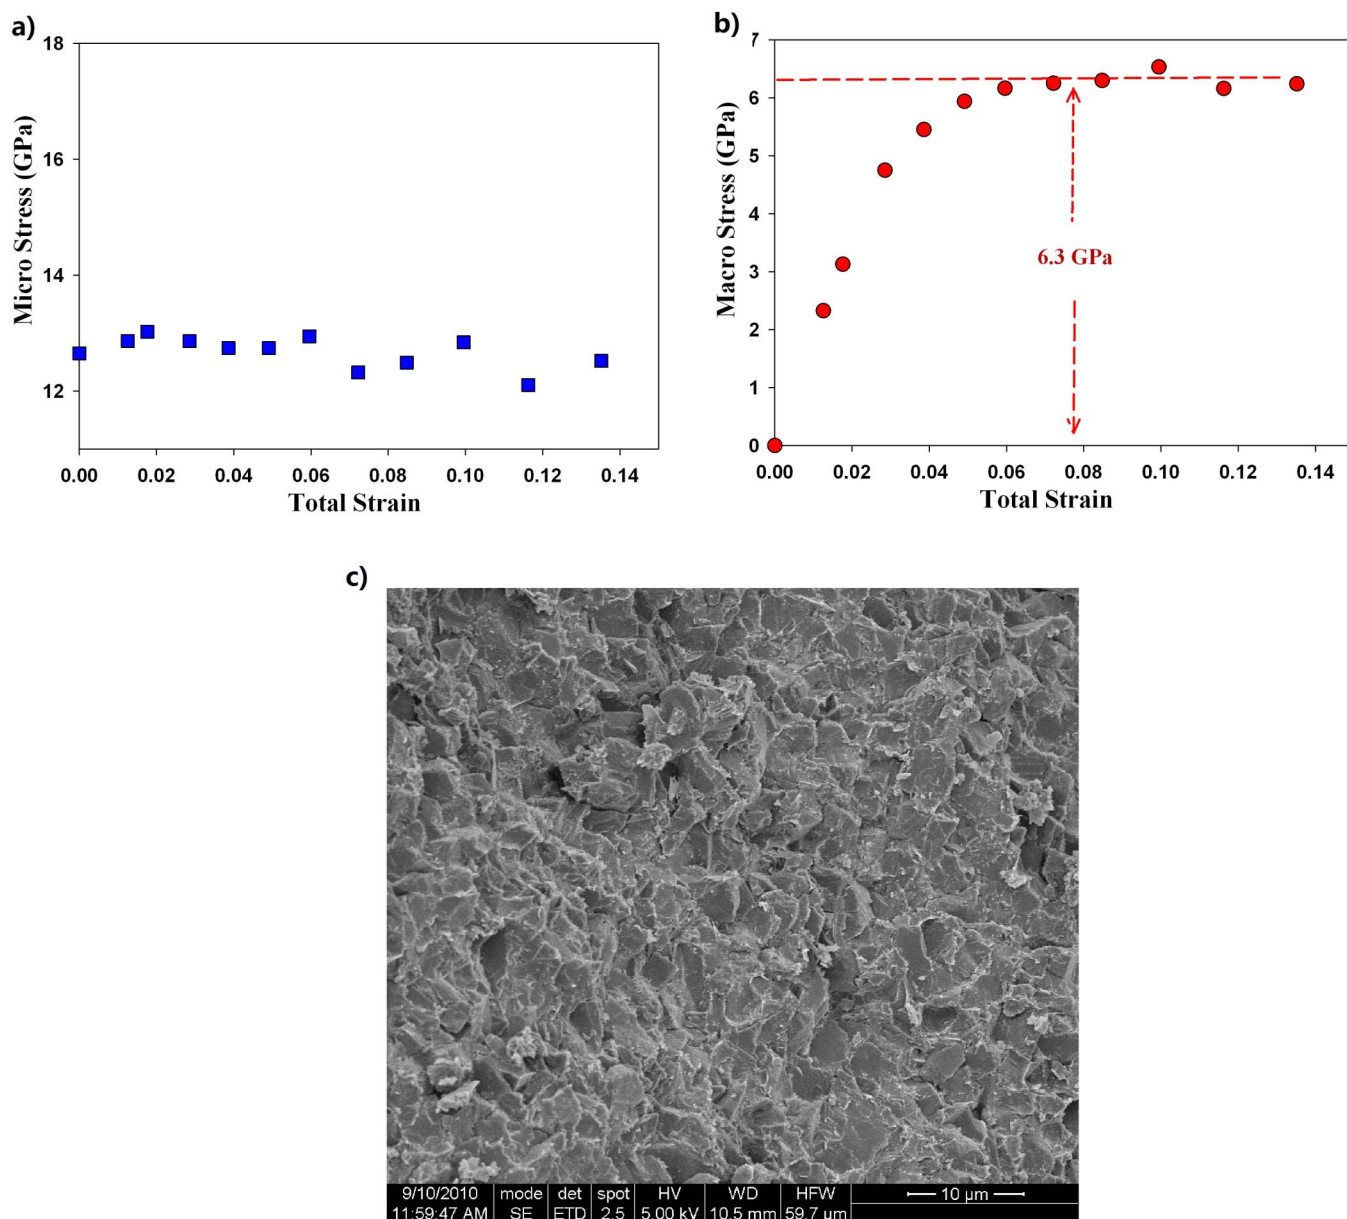 a)
18
16
14
12
Micro Stress (GPa)
0.00 0.02 0.04 0.06 0.08 0.10 0.12 0.14
Total Strain
b)
7
6
5
4
3
2
1
0
Macro Stress (GPa)
6.3 GPa
0.00 0.02 0.04 0.06 0.08 0.10 0.12 0.14
Total Strain
c)
9/10/2010 mode det spot HV WD HFW
10 µm
11:59:47 AM SE ETD 2.5 5.00 kV 10.5 mm 59.7 µm